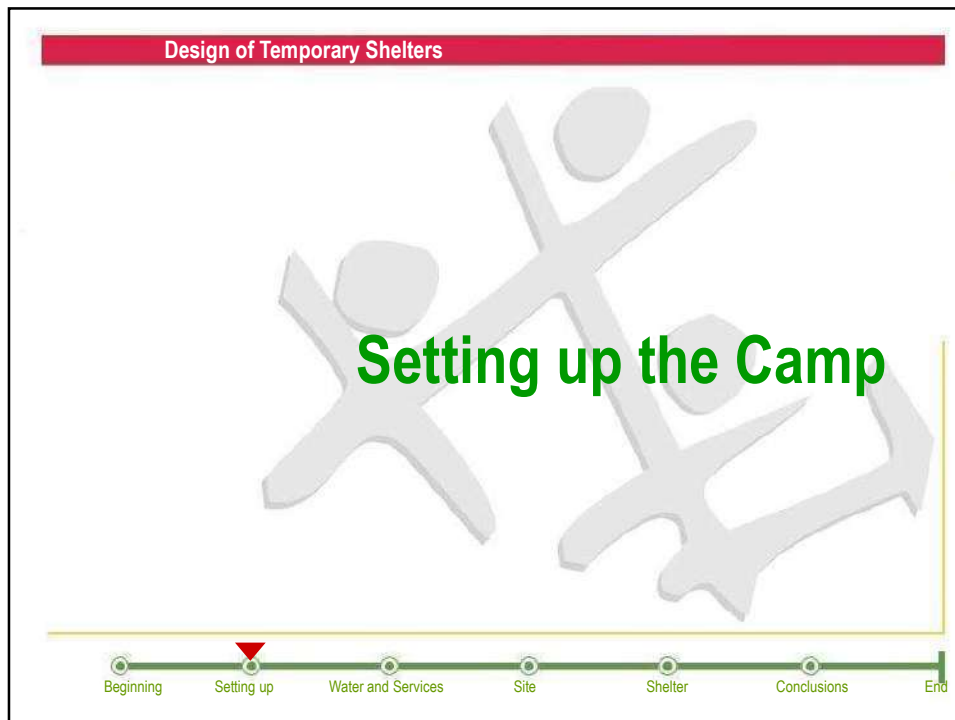 Design of Temporary Shelters
Setting up the Camp
Beginning Setting up Water and Services Site Shelter Conclusions End